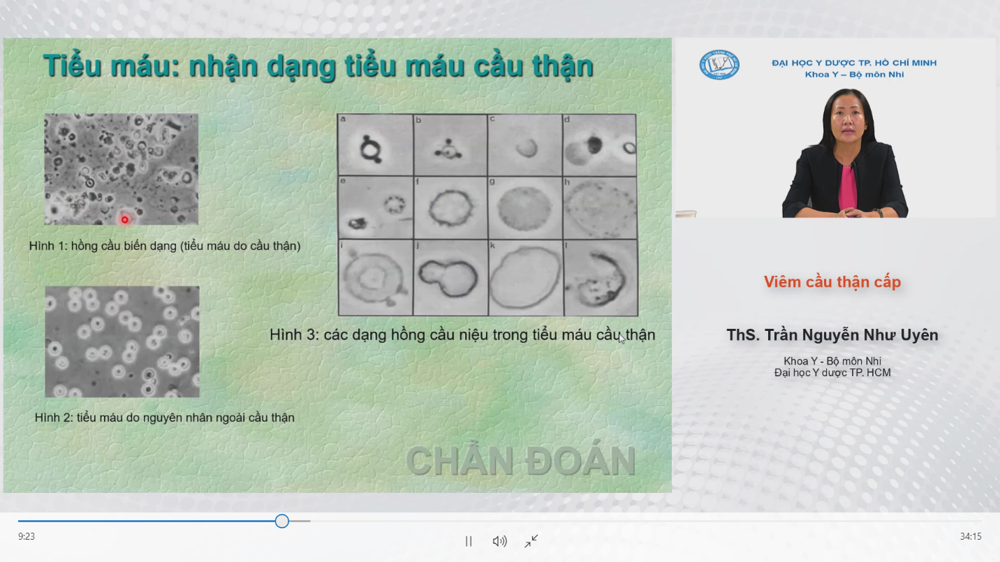 Tiểu máu: nhận dạng tiểu máu cầu thận
a
b
c
d
e
f
g
h
i
j
k
l
Hình 1: hồng cầu biến dạng (tiểu máu do cầu thận)
Hình 3: các dạng hồng cầu niệu trong tiểu máu cầu thận
Hình 2: tiểu máu do nguyên nhân ngoài cầu thận
CHẨN ĐOÁN
ĐẠI HỌC Y DƯỢC TP. HỒ CHÍ MINH
Khoa Y – Bộ môn Nhi
Viêm cầu thận cấp
ThS. Trần Nguyễn Như Uyên
Khoa Y - Bộ môn Nhi
Đại học Y dược TP. HCM
9:23
34:15